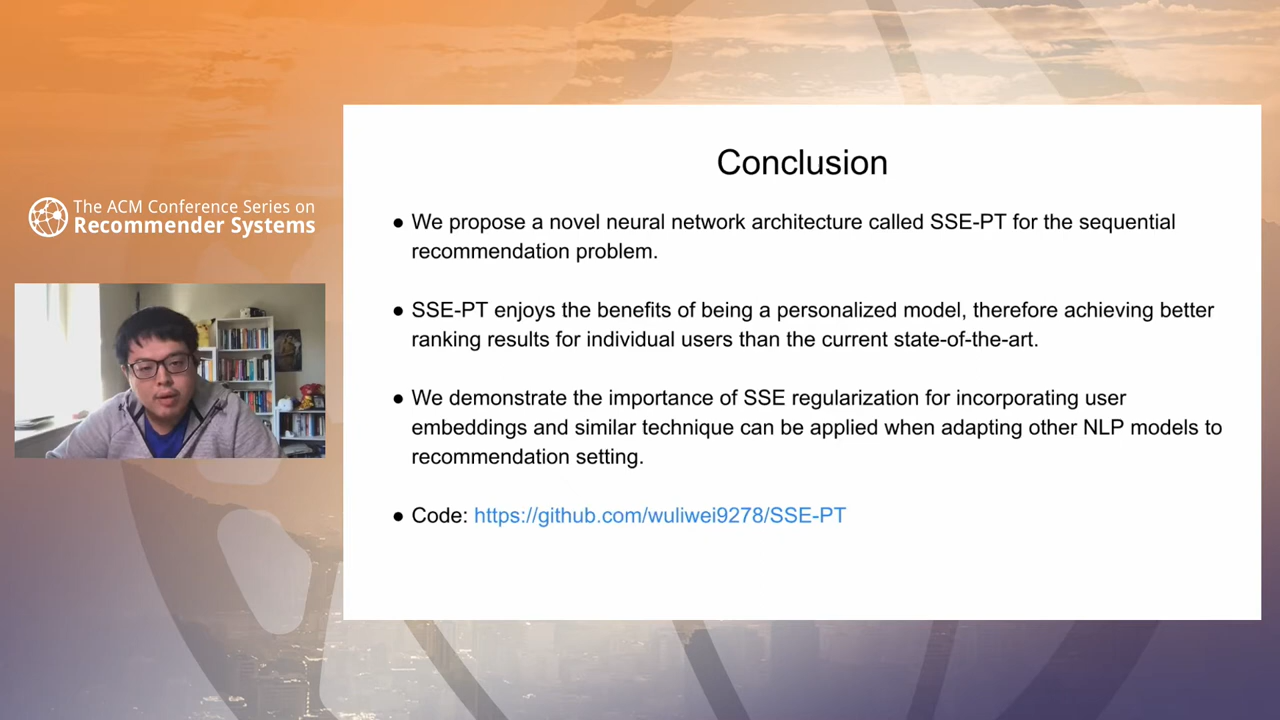 The ACM Conference Series on
Recommender Systems
Conclusion
● We propose a novel neural network architecture called SSE-PT for the sequential
recommendation problem.
● SSE-PT enjoys the benefits of being a personalized model, therefore achieving better
ranking results for individual users than the current state-of-the-art.
● We demonstrate the importance of SSE regularization for incorporating user
embeddings and similar technique can be applied when adapting other NLP models to
recommendation setting.
● Code: https://github.com/wuliwei9278/SSE-PT